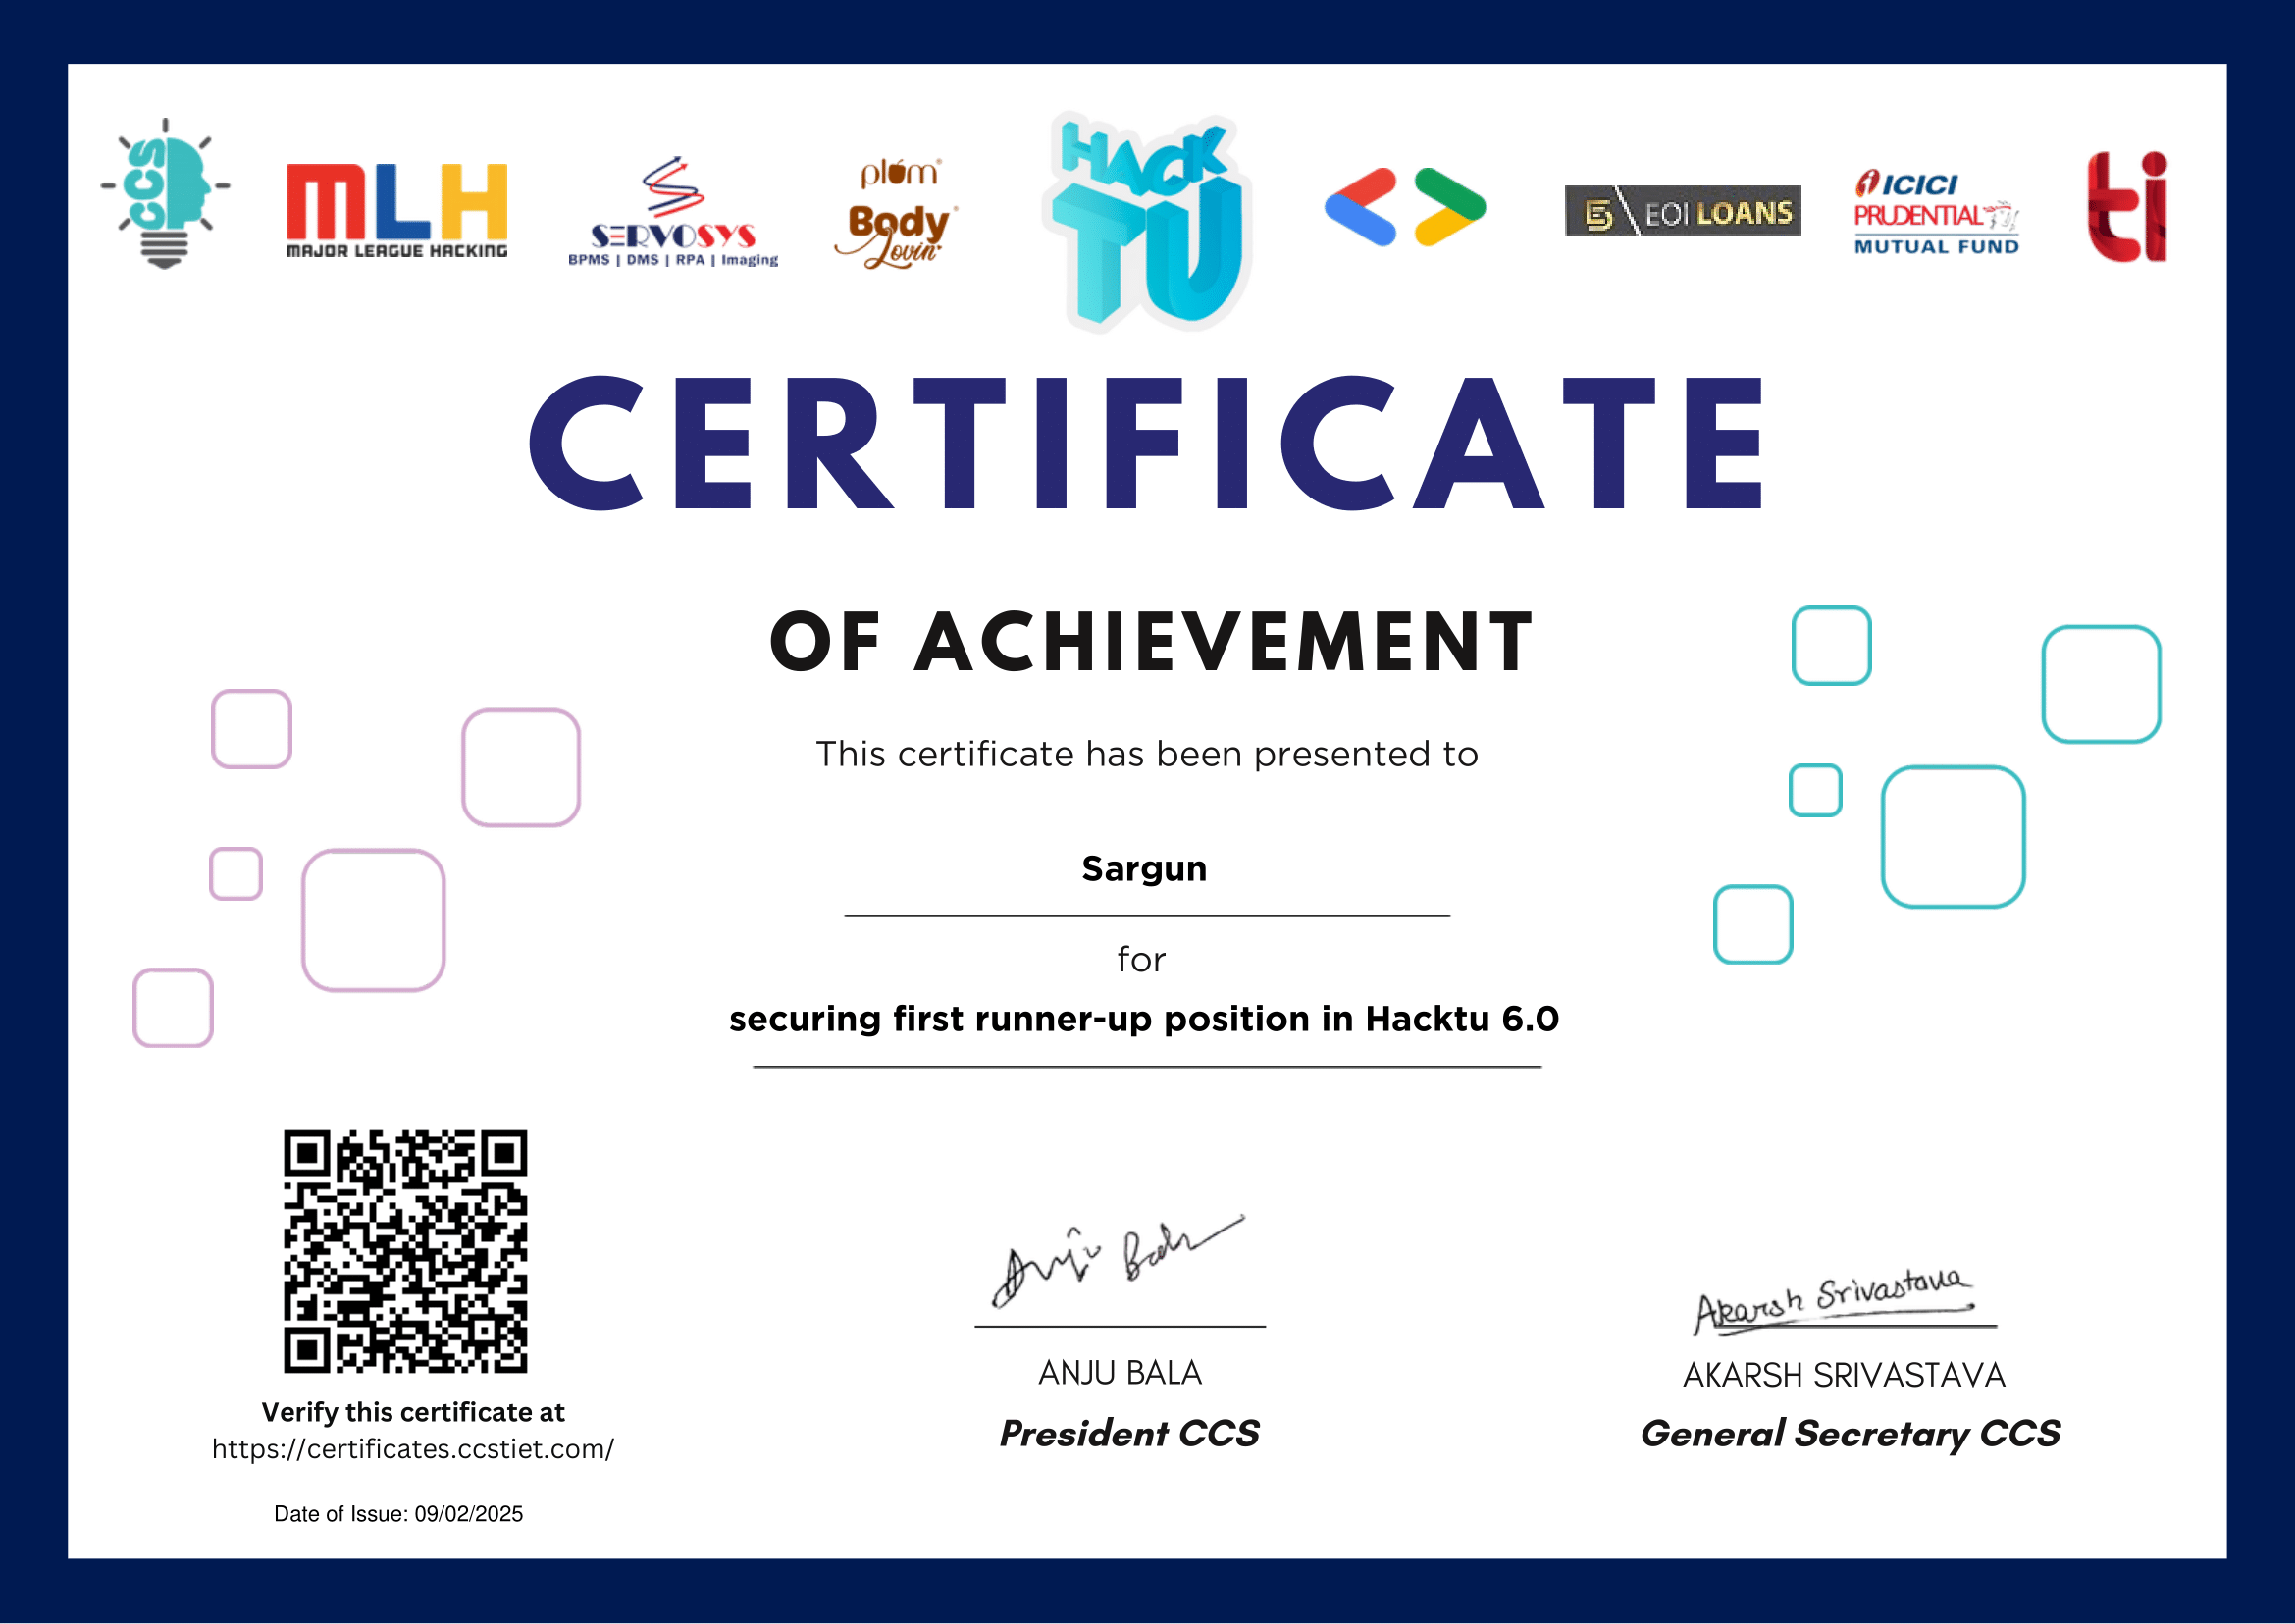 CCS
MLH
MAJOR LEAGUE HACKING
SERVOSYS
BPMS | DMS | RPA | Imaging
plum®
Body®
Lovin'
HACK
TU
EOI LOANS
ICICI
PRUDENTIAL
MUTUAL FUND
ti
CERTIFICATE
OF ACHIEVEMENT
This certificate has been presented to
Sargun
for
securing first runner-up position in Hacktu 6.0
Verify this certificate at
https://certificates.ccstiet.com/
Date of Issue: 09/02/2025
Anju Bala
ANJU BALA
President CCS
Akarsh Srivastava
AKARSH SRIVASTAVA
General Secretary CCS